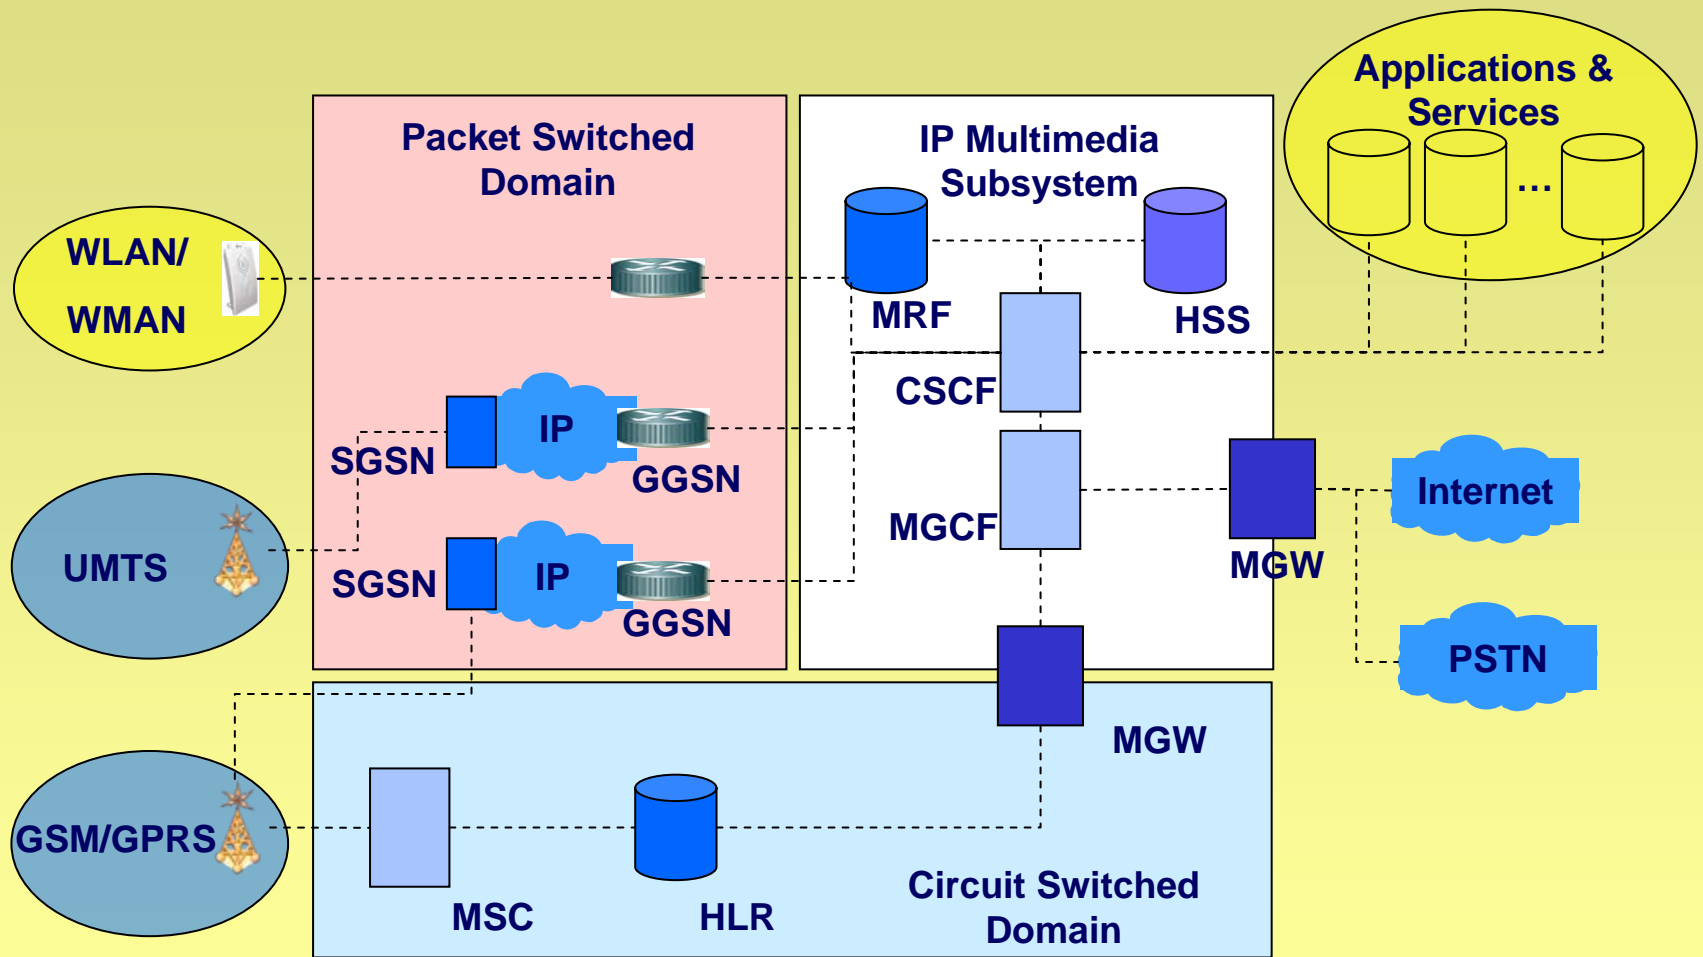 Applications &
Services
...
Packet Switched
Domain
IP Multimedia
Subsystem
WLAN/
WMAN
MRF
HSS
CSCF
IP
SGSN
GGSN
Internet
MGCF
UMTS
SGSN
IP
GGSN
MGW
PSTN
MGW
GSM/GPRS
MSC
HLR
Circuit Switched
Domain